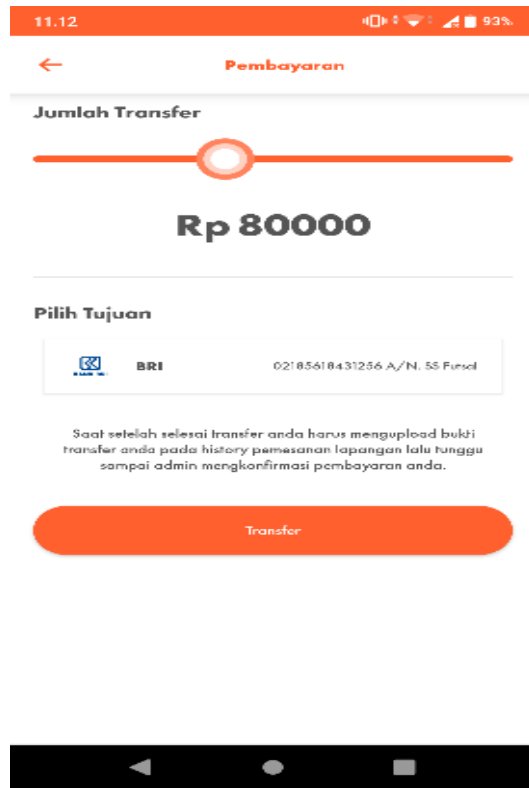 11.12
93%
Pembayaran
Jumlah Transfer
Rp 80000
Pilih Tujuan
BRI
02185618431256 A/N. SS Futsal
Saat setelah selesai transfer anda harus mengupload bukti
transfer anda pada history pemesanan lapangan lalu tunggu
sampai admin mengkonfirmasi pembayaran anda.
Transfer